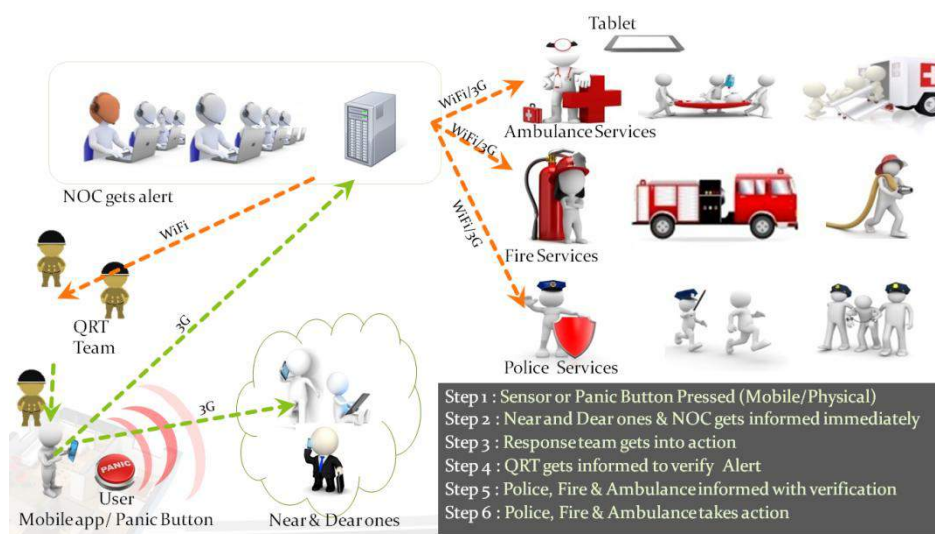 Tablet
WiFi/3G
Ambulance Services
NOC gets alert
WiFi/3G
WiFi
WiFi/3G
Fire Services
QRT
Team
3G
Police Services
3G
PANIC
User
Mobile app/ Panic Button
Near & Dear ones
Step 1 : Sensor or Panic Button Pressed (Mobile/Physical)
Step 2 : Near and Dear ones & NOC gets informed immediately
Step 3 : Response team gets into action
Step 4 : QRT gets informed to verify Alert
Step 5 : Police, Fire & Ambulance informed with verification
Step 6 : Police, Fire & Ambulance takes action